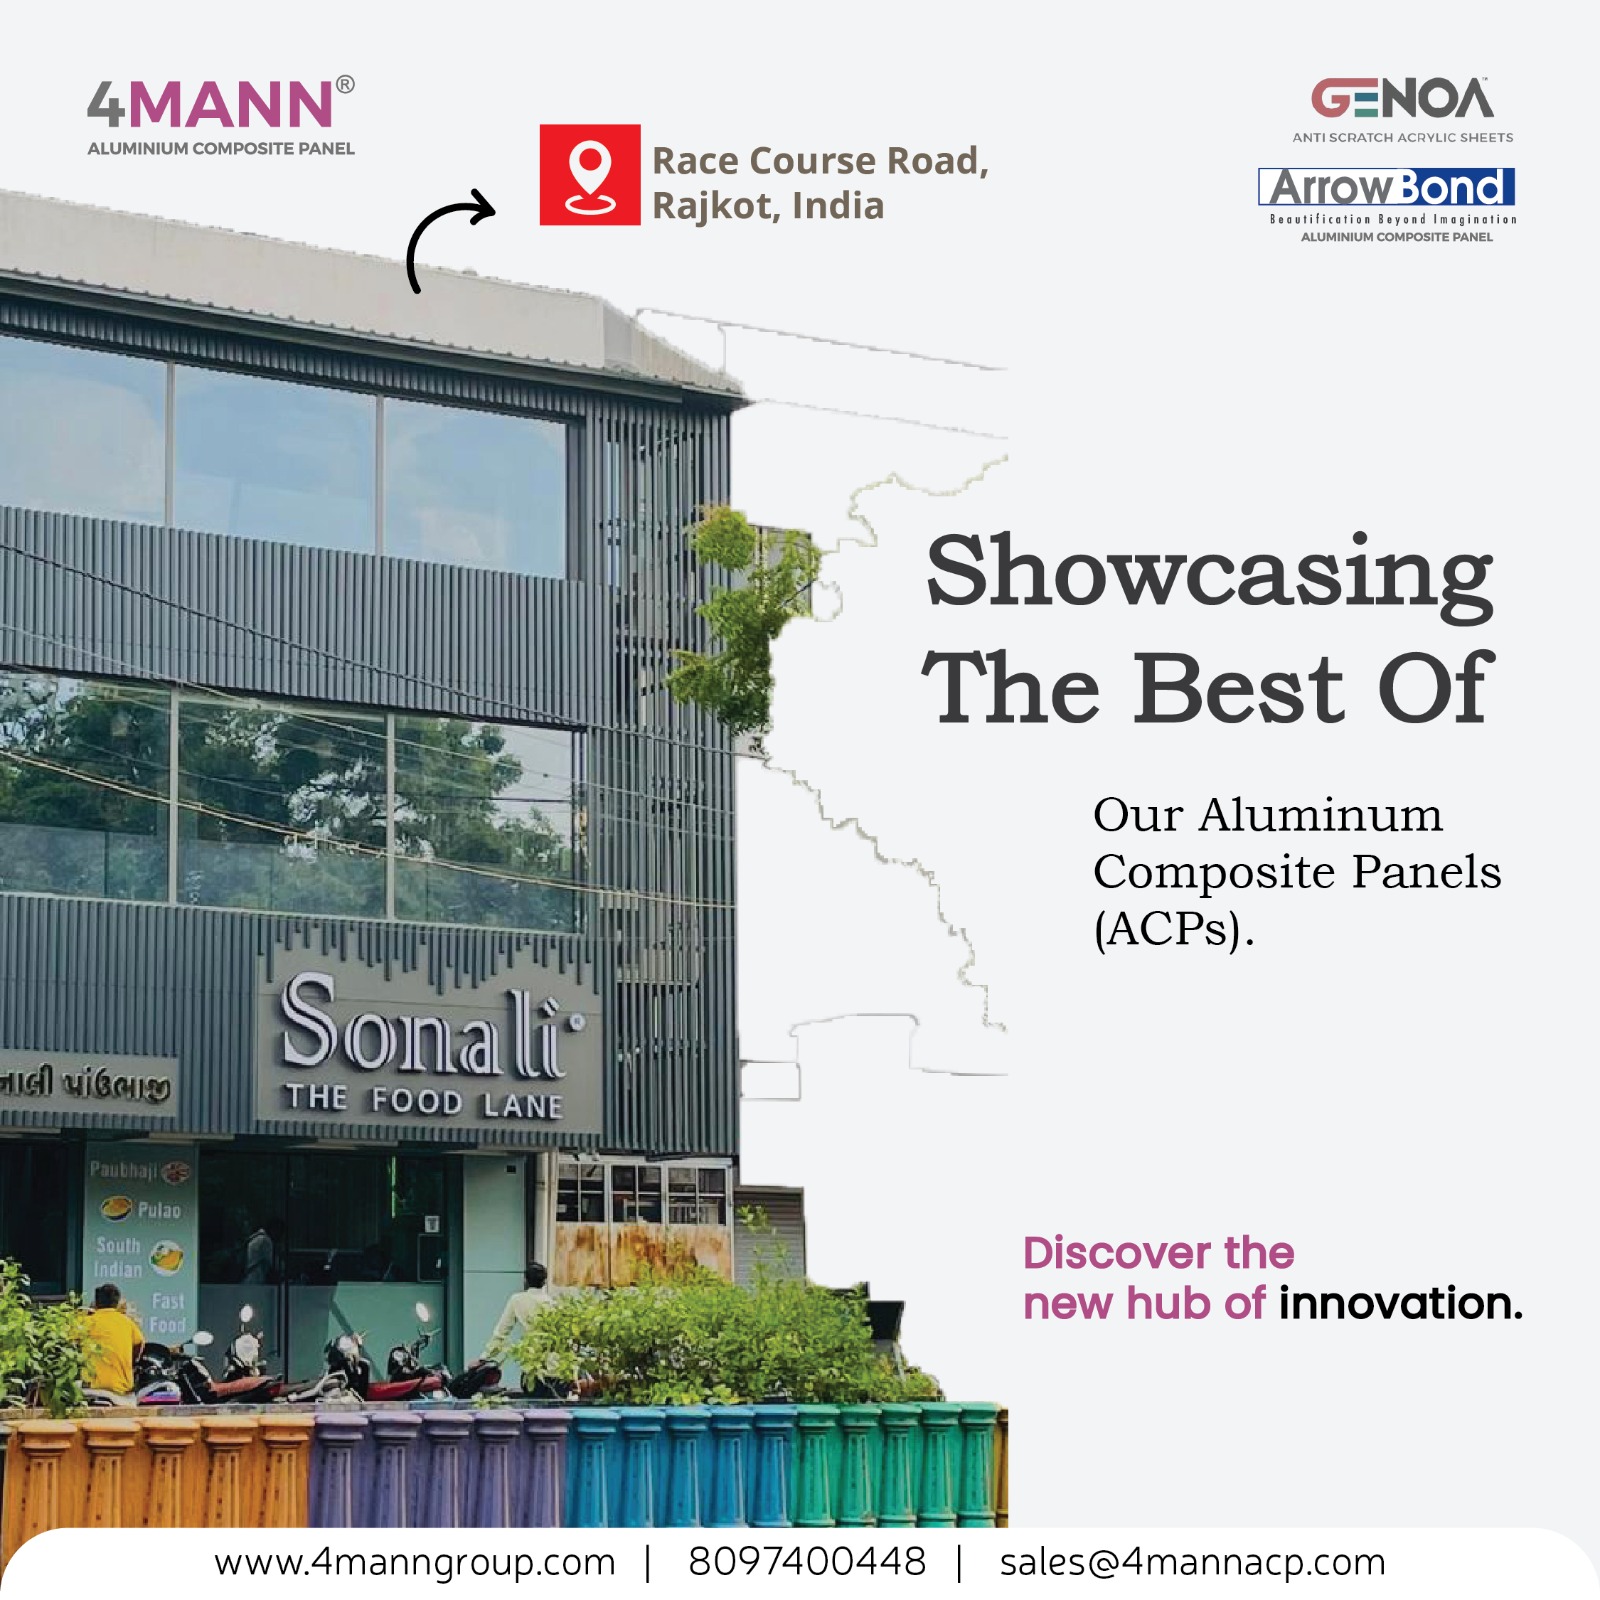 4MANN®
ALUMINIUM COMPOSITE PANEL
Race Course Road,
Rajkot, India
GENOA™
ANTI SCRATCH ACRYLIC SHEETS
ArrowBond
Beautification Beyond Imagination
ALUMINIUM COMPOSITE PANEL
Showcasing
The Best Of
Our Aluminum
Composite Panels
(ACPs).
Sonali®
THE FOOD LANE
પાંઉભાજી
Paubhaji
Pulao
South
Indian
Fast
Food
Discover the
new hub of innovation.
www.4manngroup.com | 8097400448 | sales@4mannacp.com